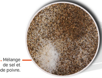 Mélange
de sel et
de poivre.